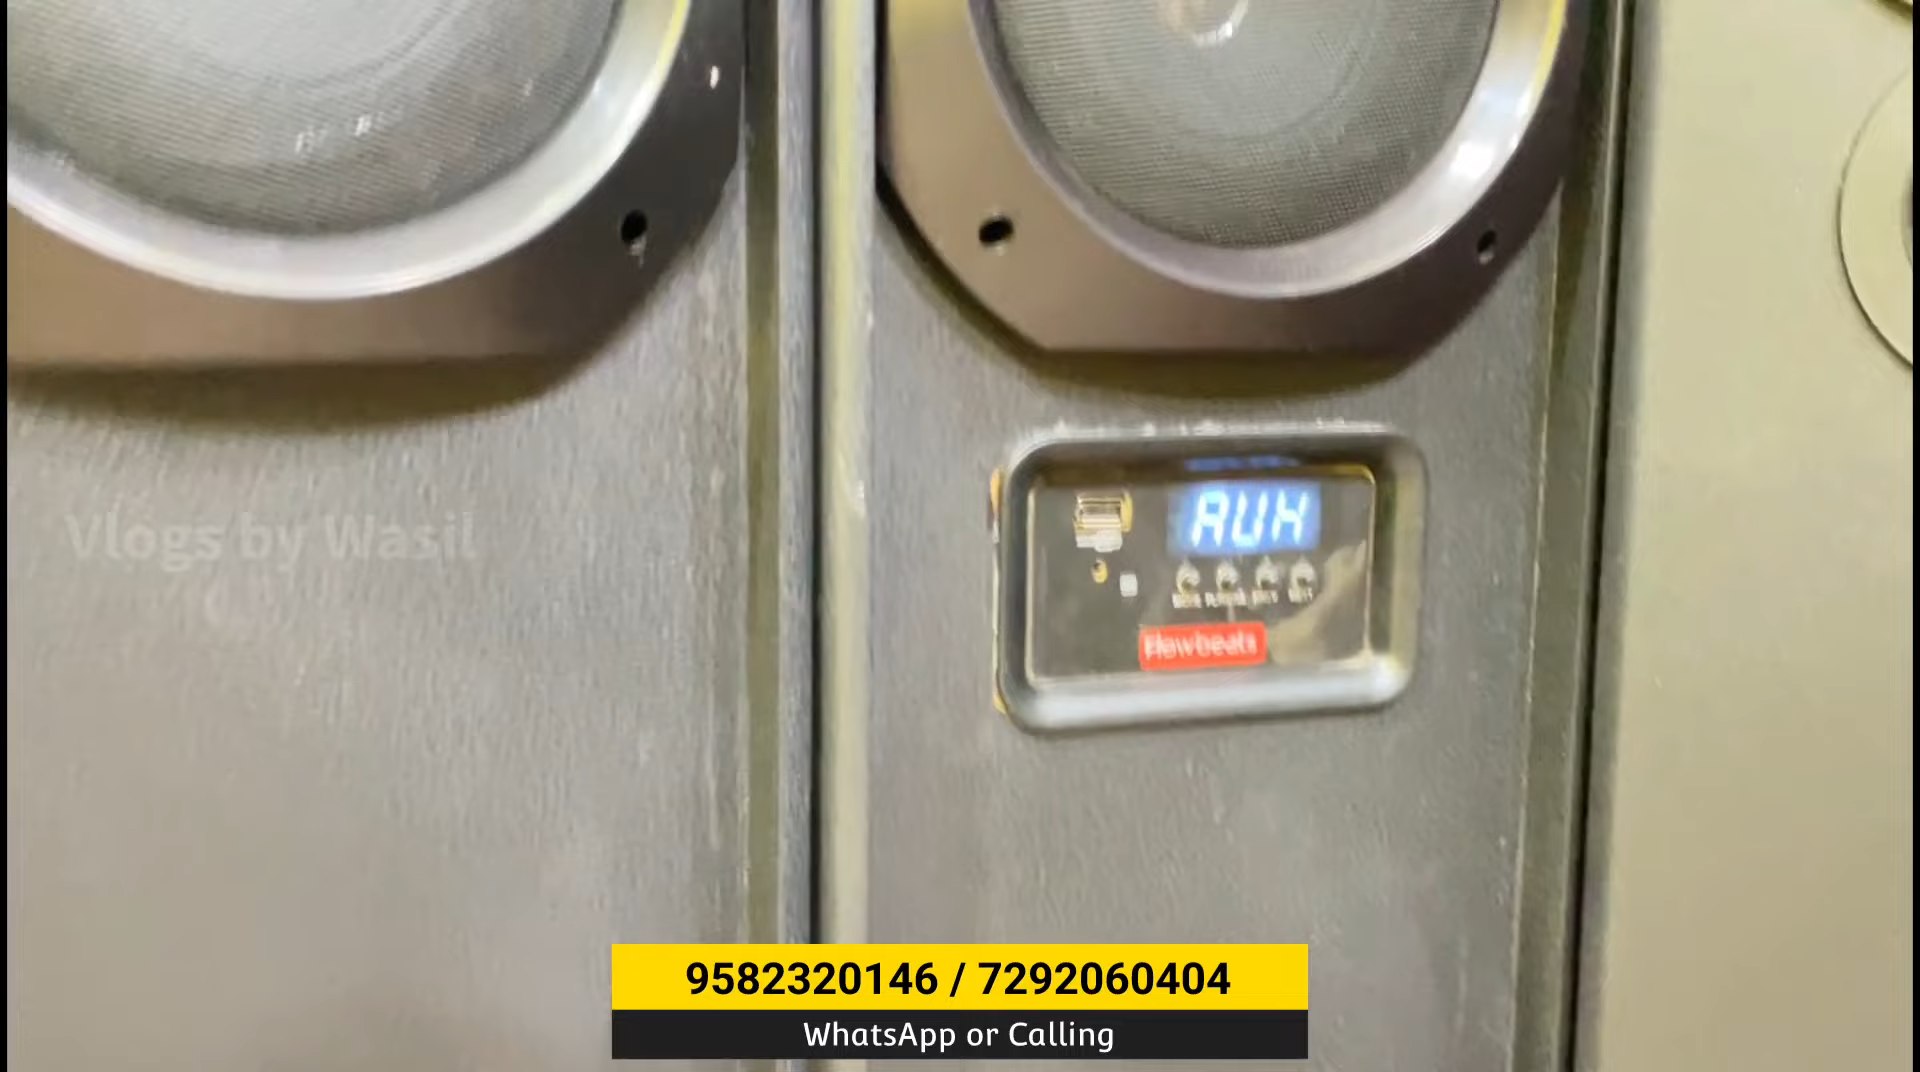 AUX
Flowbeats
Vlogs by Wasil
9582320146 / 7292060404
WhatsApp or Calling